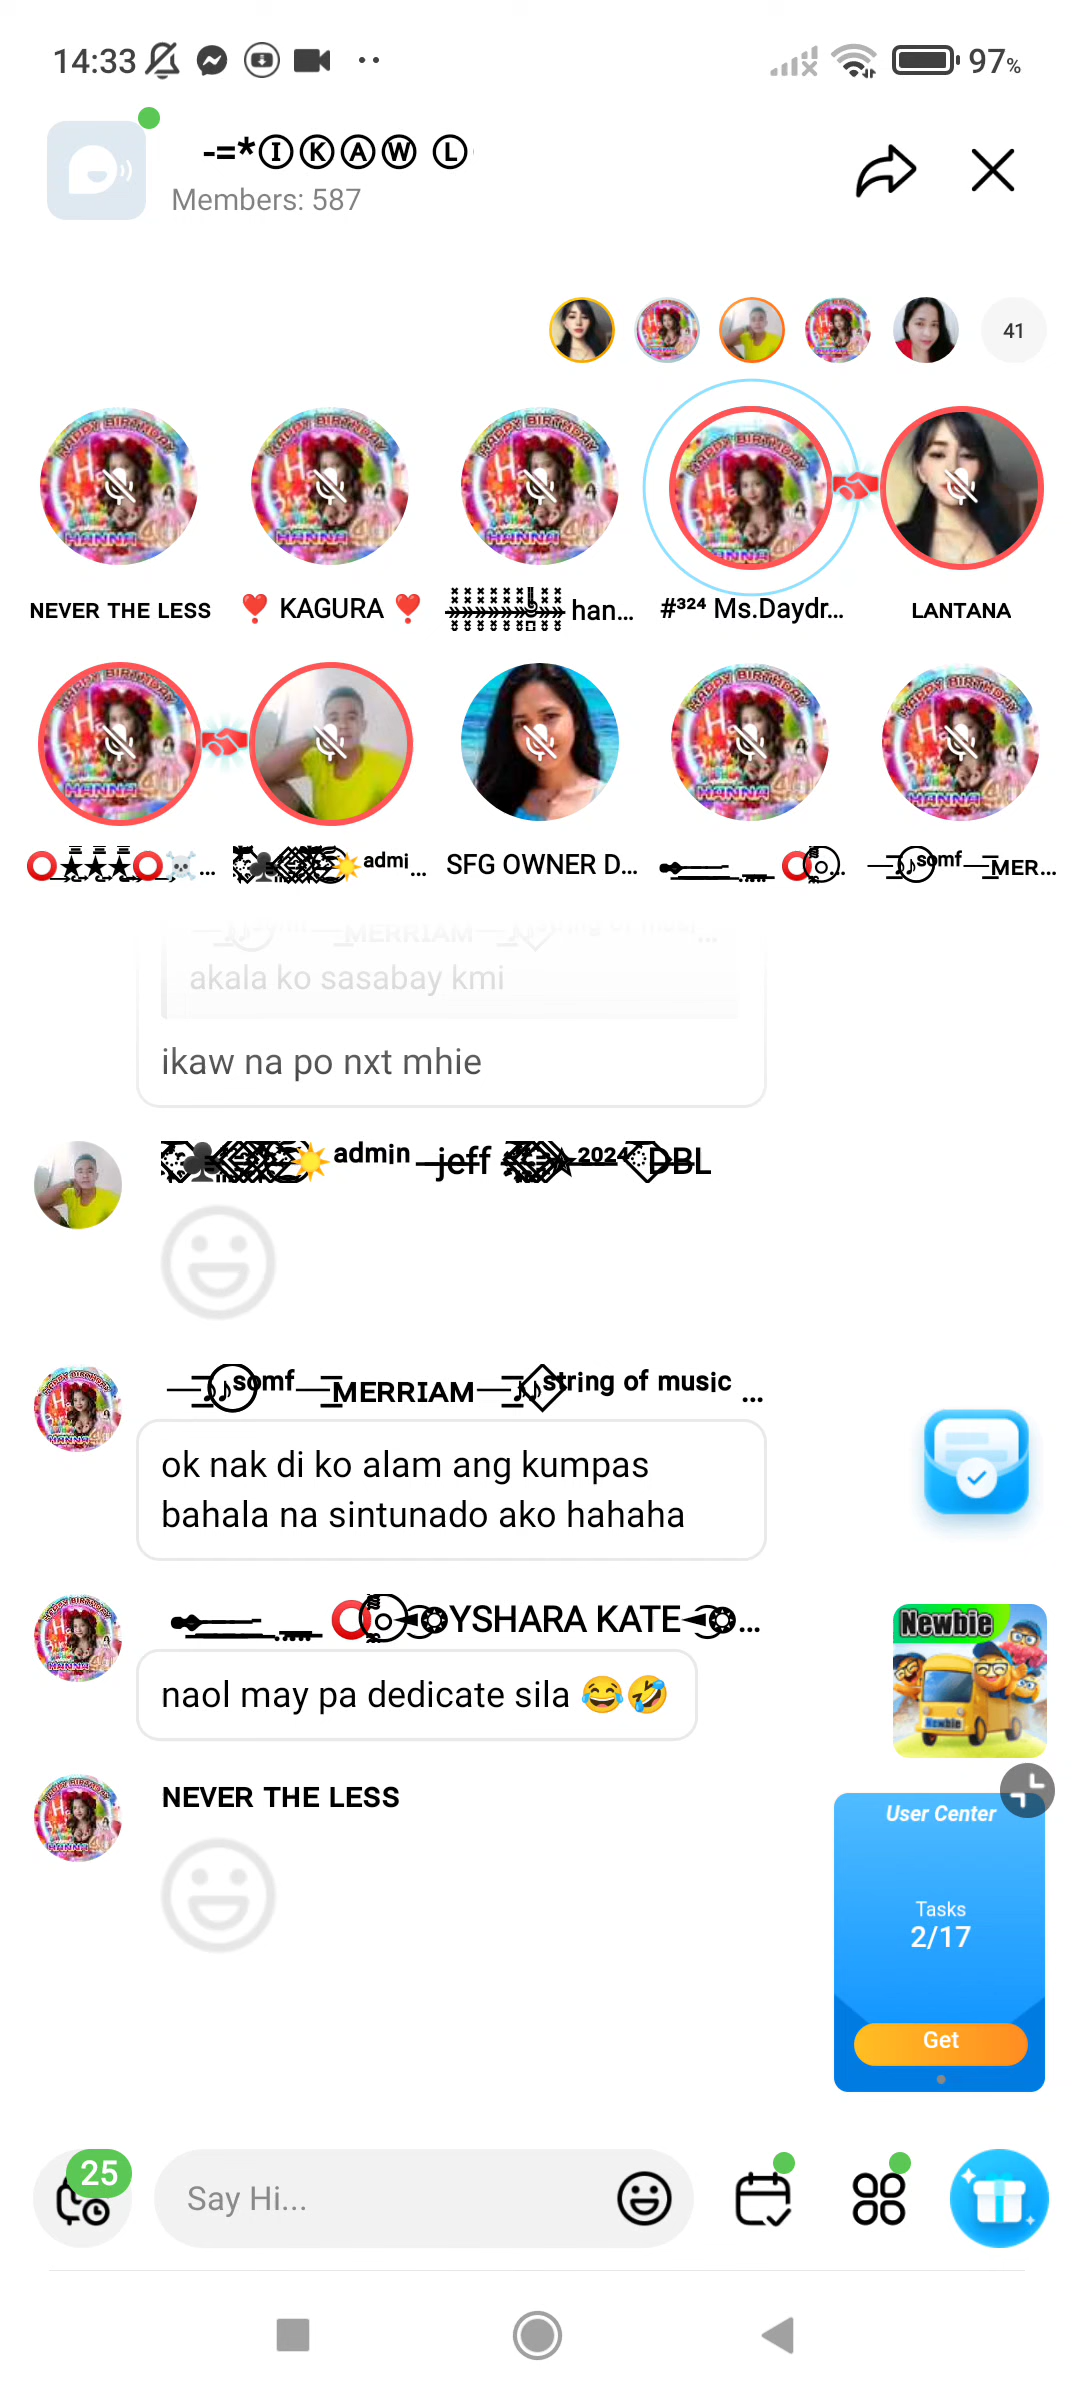 14:33
97%
-=*ⒾⓀⒶⓌ Ⓛ
Members: 587
41
NEVER THE LESS
❣ KAGURA ❣
han...
#³²⁴ Ms.Daydr...
LANTANA
⭕★★★⭕☠...
♣☀ᵃᵈᵐⁱ...
SFG OWNER D...
⭕...
ˢᵒᵐᶠ MER...
MERRIAM
akala ko sasabay kmi
ikaw na po nxt mhie
♣☀ ᵃᵈᵐⁱⁿ jeff ★²⁰²⁴ DBL
♪ˢᵒᵐᶠ MERRIAM ♪ˢᵗʳⁱⁿᵍ ᵒᶠ ᵐᵘˢⁱᶜ ...
ok nak di ko alam ang kumpas
bahala na sintunado ako hahaha
⭕ YSHARA KATE ...
naol may pa dedicate sila 😂🤣
NEVER THE LESS
Newbie
Newbie
User Center
Tasks
2/17
Get
25
Say Hi...